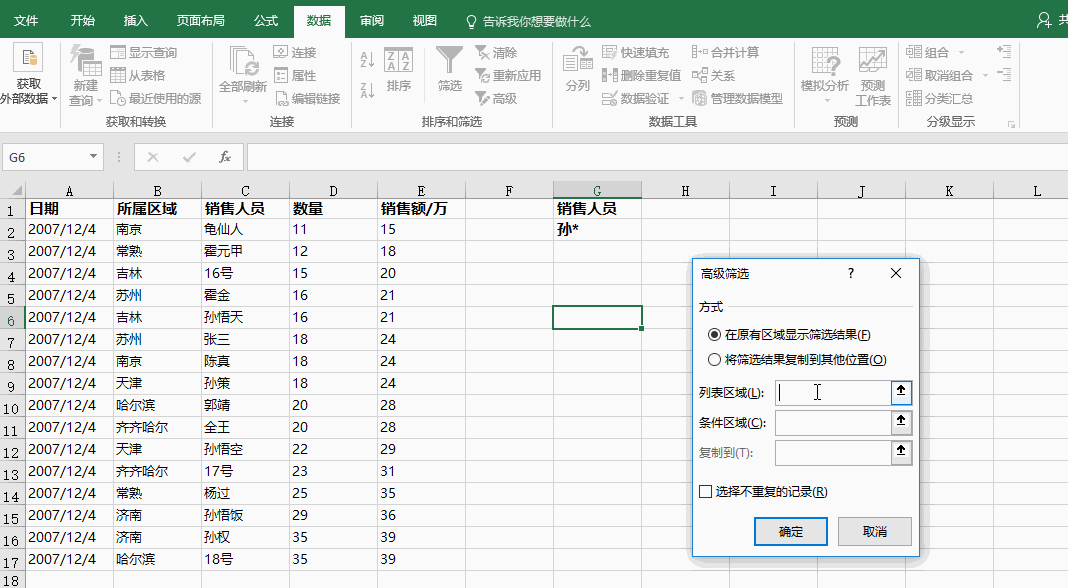 文件 开始 插入 页面布局 公式 数据 审阅 视图 告诉我你想要做什么 共
获取 外部数据 新建 查询 显示查询 从表格 最近使用的源 全部刷新 连接 属性 编辑链接 排序 筛选 清除 重新应用 高级 分列 快速填充 删除重复值 数据验证 合并计算 关系 管理数据模型 模拟分析 预测 工作表 组合 取消组合 分类汇总
获取和转换 连接 排序和筛选 数据工具 预测 分级显示
G6 fx
A B C D E F G H I J K L
1 日期 所属区域 销售人员 数量 销售额/万 销售人员
2 2007/12/4 南京 龟仙人 11 15 孙*
3 2007/12/4 常熟 霍元甲 12 18
4 2007/12/4 吉林 16号 15 20
5 2007/12/4 苏州 霍金 16 21
6 2007/12/4 吉林 孙悟天 16 21
7 2007/12/4 苏州 张三 18 24
8 2007/12/4 南京 陈真 18 24
9 2007/12/4 天津 孙策 18 24
10 2007/12/4 哈尔滨 郭靖 20 28
11 2007/12/4 齐齐哈尔 全王 20 28
12 2007/12/4 天津 孙悟空 22 29
13 2007/12/4 齐齐哈尔 17号 23 31
14 2007/12/4 常熟 杨过 25 35
15 2007/12/4 济南 孙悟饭 29 36
16 2007/12/4 济南 孙权 35 39
17 2007/12/4 哈尔滨 18号 35 39
18
高级筛选 ?
方式
在原有区域显示筛选结果(F)
将筛选结果复制到其他位置(O)
列表区域(L):
条件区域(C):
复制到(T):
选择不重复的记录(R)
确定 取消